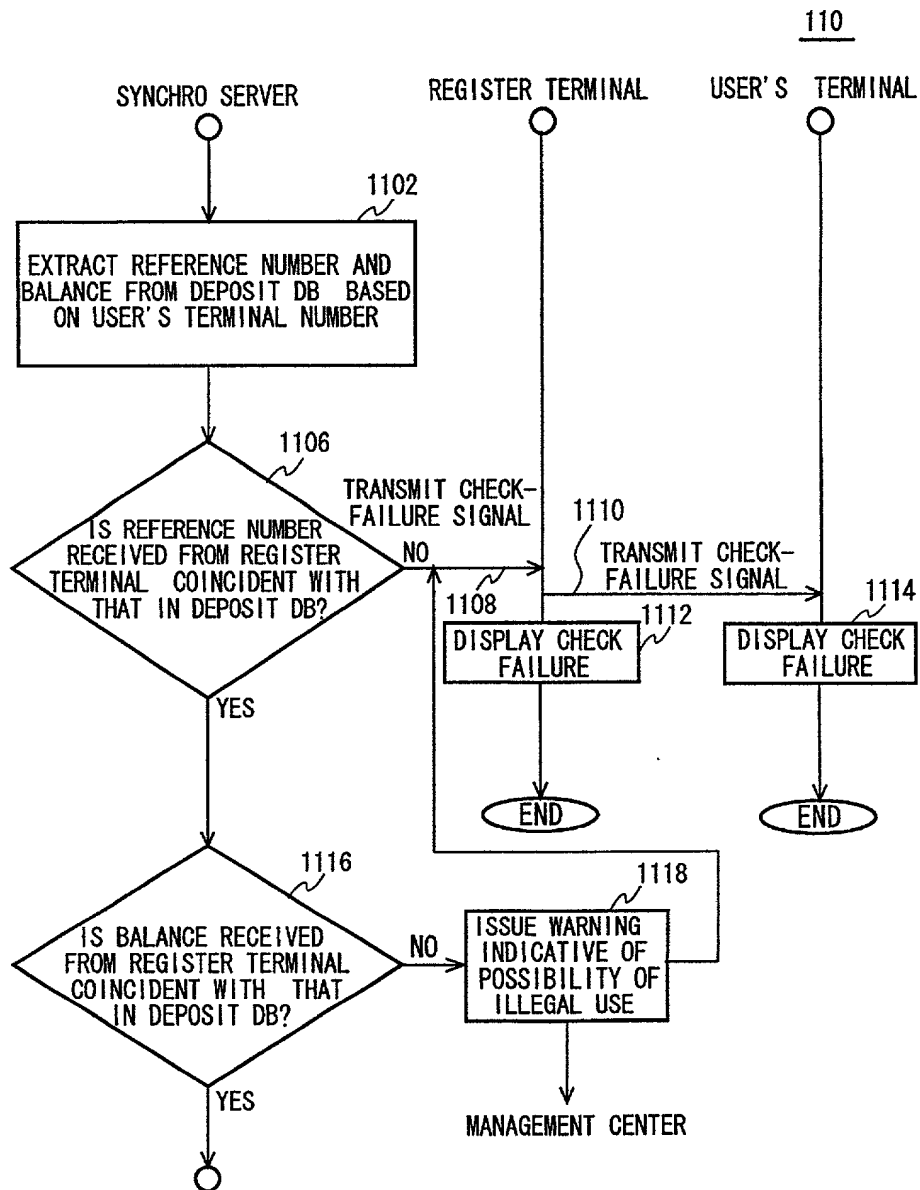 110
SYNCHRO SERVER
REGISTER TERMINAL
USER'S TERMINAL
1102
EXTRACT REFERENCE NUMBER AND
BALANCE FROM DEPOSIT DB BASED
ON USER'S TERMINAL NUMBER
1106
IS REFERENCE NUMBER
RECEIVED FROM REGISTER
TERMINAL COINCIDENT WITH
THAT IN DEPOSIT DB?
NO
YES
TRANSMIT CHECK-
FAILURE SIGNAL
1108
1110
TRANSMIT CHECK-
FAILURE SIGNAL
1112
DISPLAY CHECK
FAILURE
1114
DISPLAY CHECK
FAILURE
END
END
1116
IS BALANCE RECEIVED
FROM REGISTER TERMINAL
COINCIDENT WITH THAT
IN DEPOSIT DB?
NO
YES
1118
ISSUE WARNING
INDICATIVE OF
POSSIBILITY OF
ILLEGAL USE
MANAGEMENT CENTER